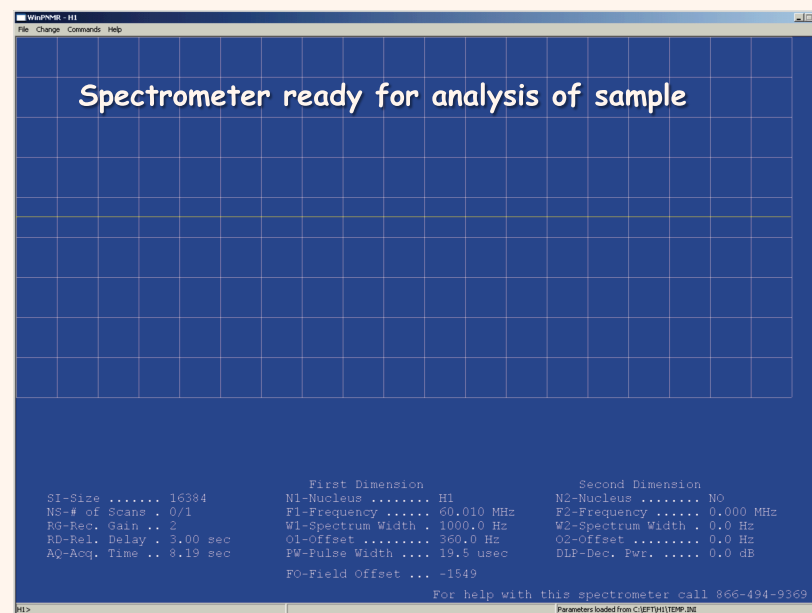 WinPNMR - H1
File Change Commands Help
Spectrometer ready for analysis of sample
First Dimension Second Dimension
SI-Size ....... 16384 N1-Nucleus ........ H1 N2-Nucleus ........ NO
NS-# of Scans . 0/1 F1-Frequency ...... 60.010 MHz F2-Frequency ...... 0.000 MHz
RG-Rec. Gain .. 2 W1-Spectrum Width . 1000.0 Hz W2-Spectrum Width . 0.0 Hz
RD-Rel. Delay . 3.00 sec O1-Offset ......... 360.0 Hz O2-Offset ......... 0.0 Hz
AQ-Acq. Time .. 8.19 sec PW-Pulse Width .... 19.5 usec DLP-Dec. Pwr. ..... 0.0 dB
FO-Field Offset ... -1549
For help with this spectrometer call 866-494-9369
H1> Parameters loaded from C:\EFT\H1\TEMP.INI